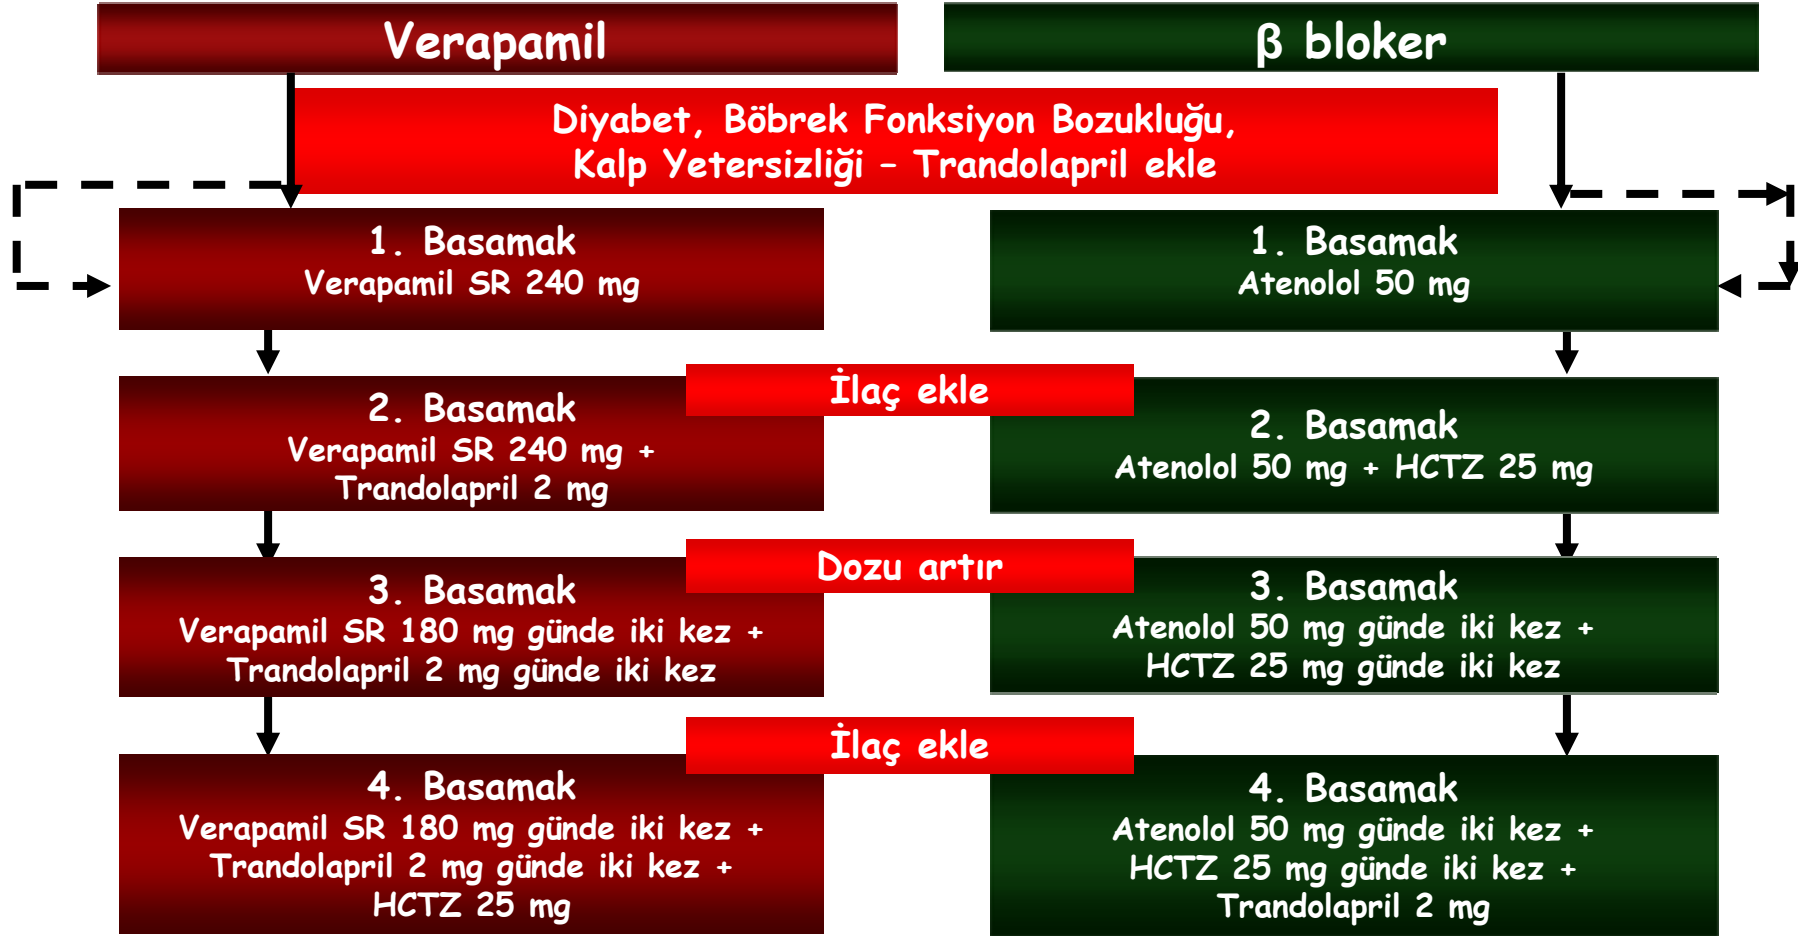 Verapamil
β bloker
Diyabet, Böbrek Fonksiyon Bozukluğu,
Kalp Yetersizliği – Trandolapril ekle
1. Basamak
Verapamil SR 240 mg
1. Basamak
Atenolol 50 mg
İlaç ekle
2. Basamak
Verapamil SR 240 mg +
Trandolapril 2 mg
2. Basamak
Atenolol 50 mg + HCTZ 25 mg
Dozu artır
3. Basamak
Verapamil SR 180 mg günde iki kez +
Trandolapril 2 mg günde iki kez
3. Basamak
Atenolol 50 mg günde iki kez +
HCTZ 25 mg günde iki kez
İlaç ekle
4. Basamak
Verapamil SR 180 mg günde iki kez +
Trandolapril 2 mg günde iki kez +
HCTZ 25 mg
4. Basamak
Atenolol 50 mg günde iki kez +
HCTZ 25 mg günde iki kez +
Trandolapril 2 mg